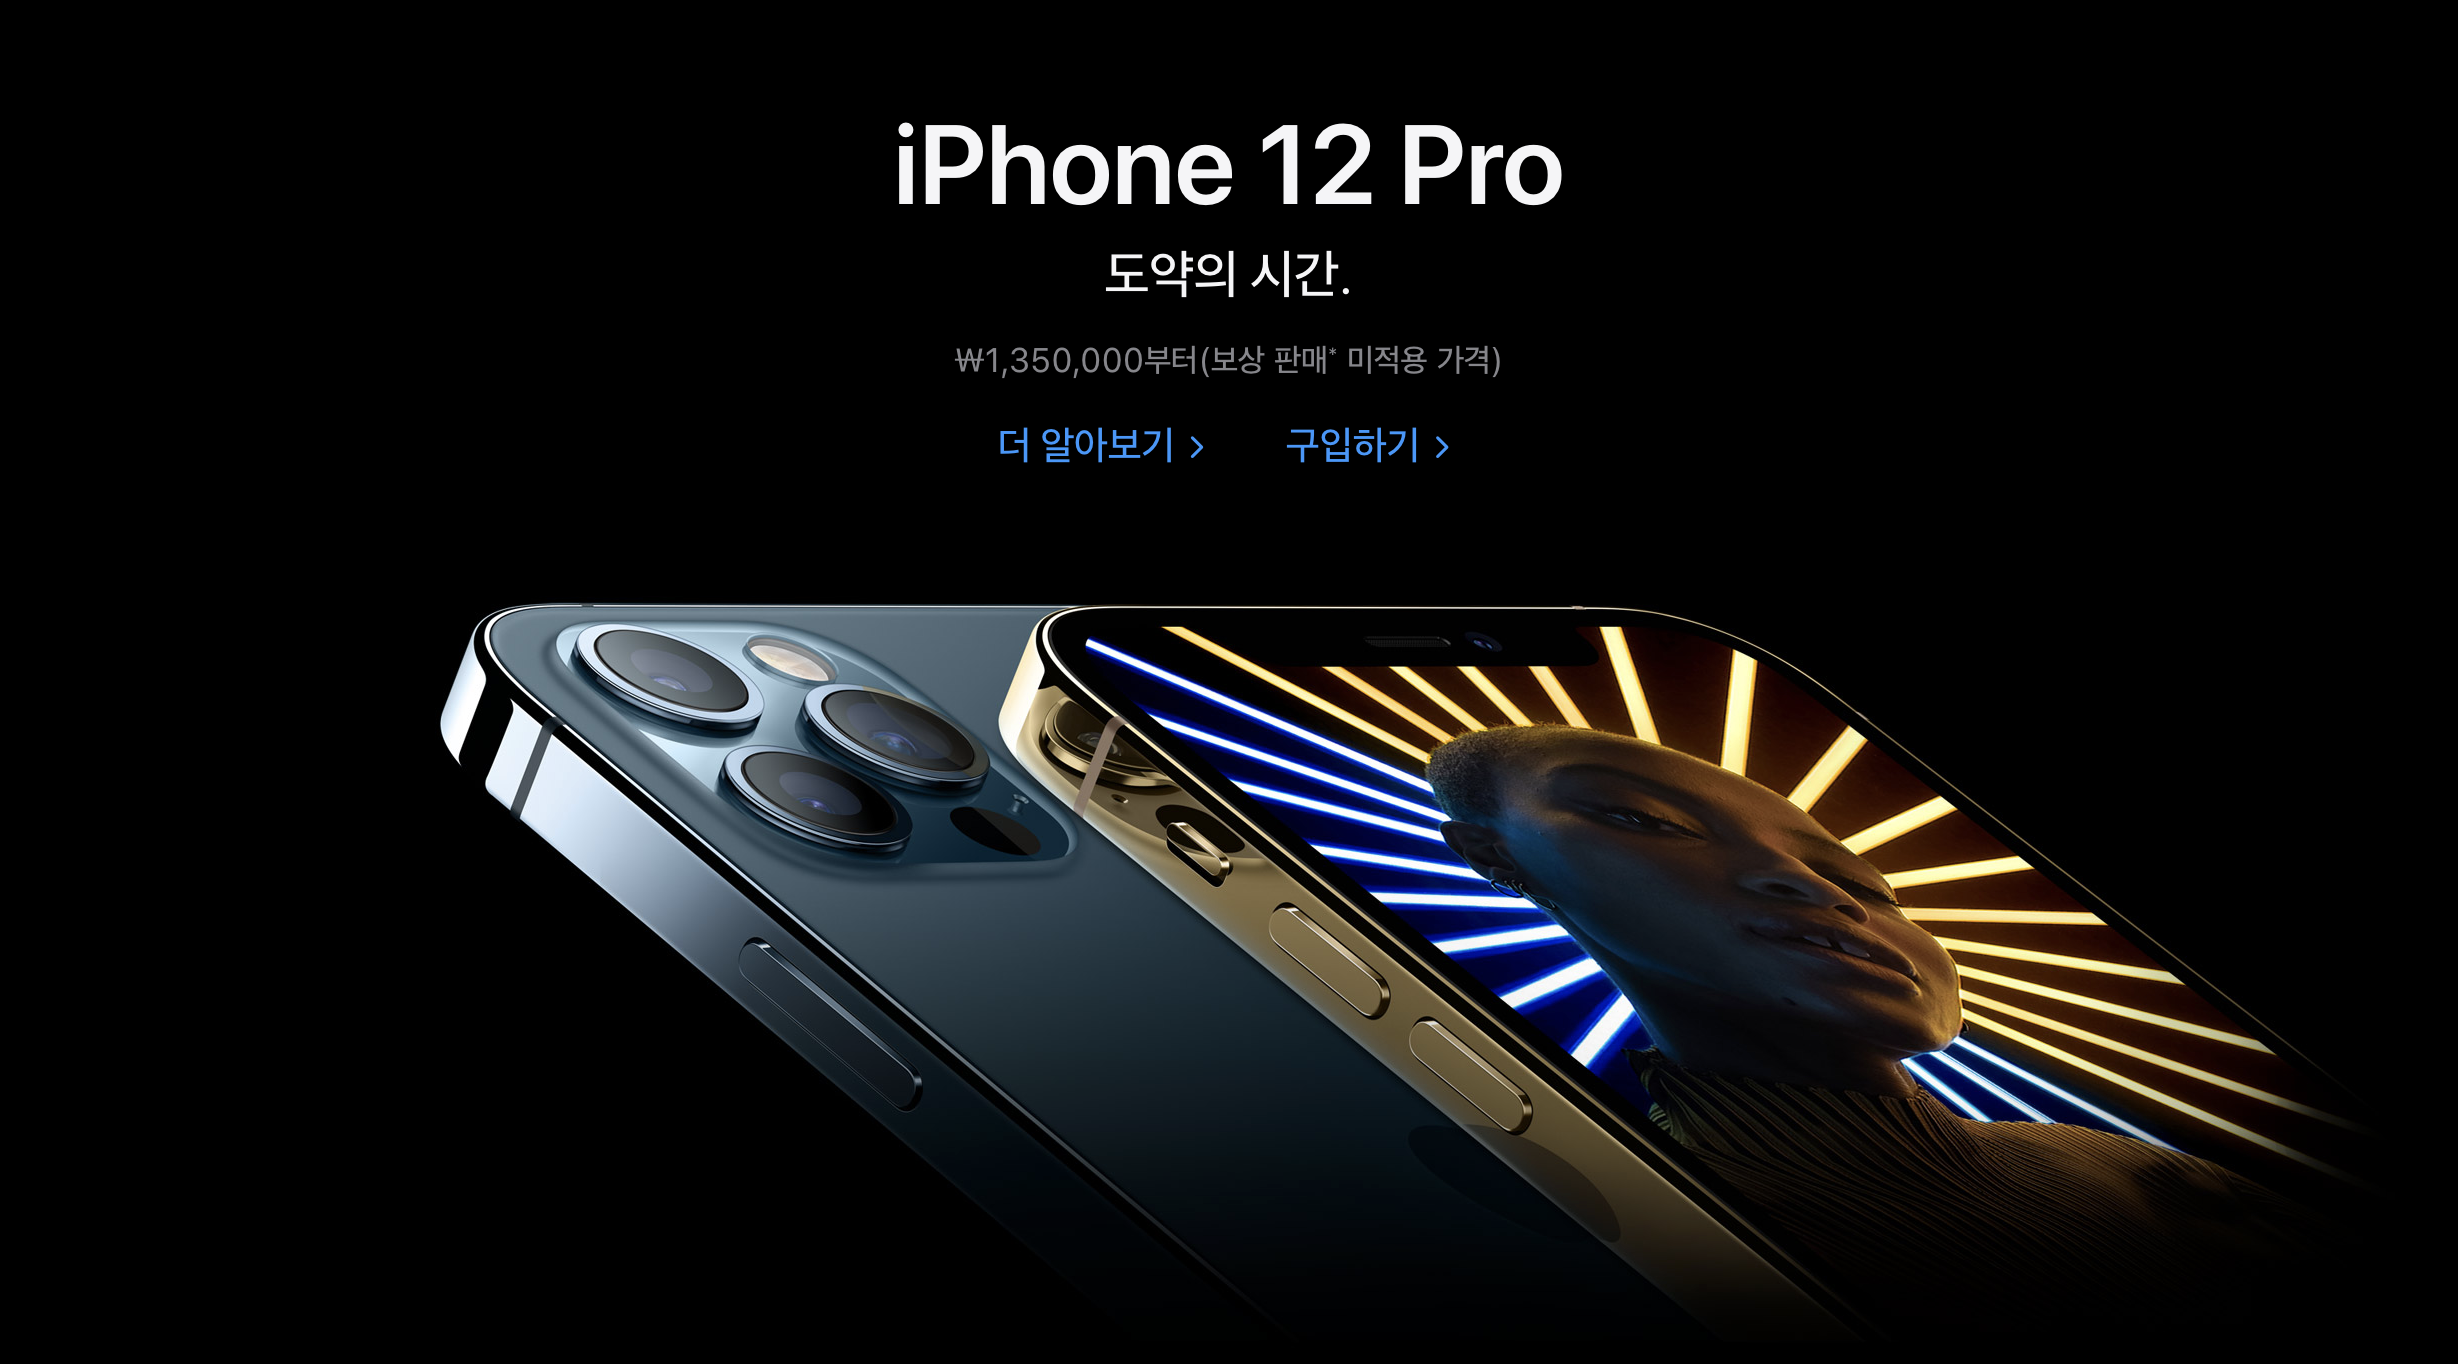 iPhone 12 Pro
도약의 시간.
₩1,350,000부터(보상 판매* 미적용 가격)
더 알아보기 >
구입하기 >